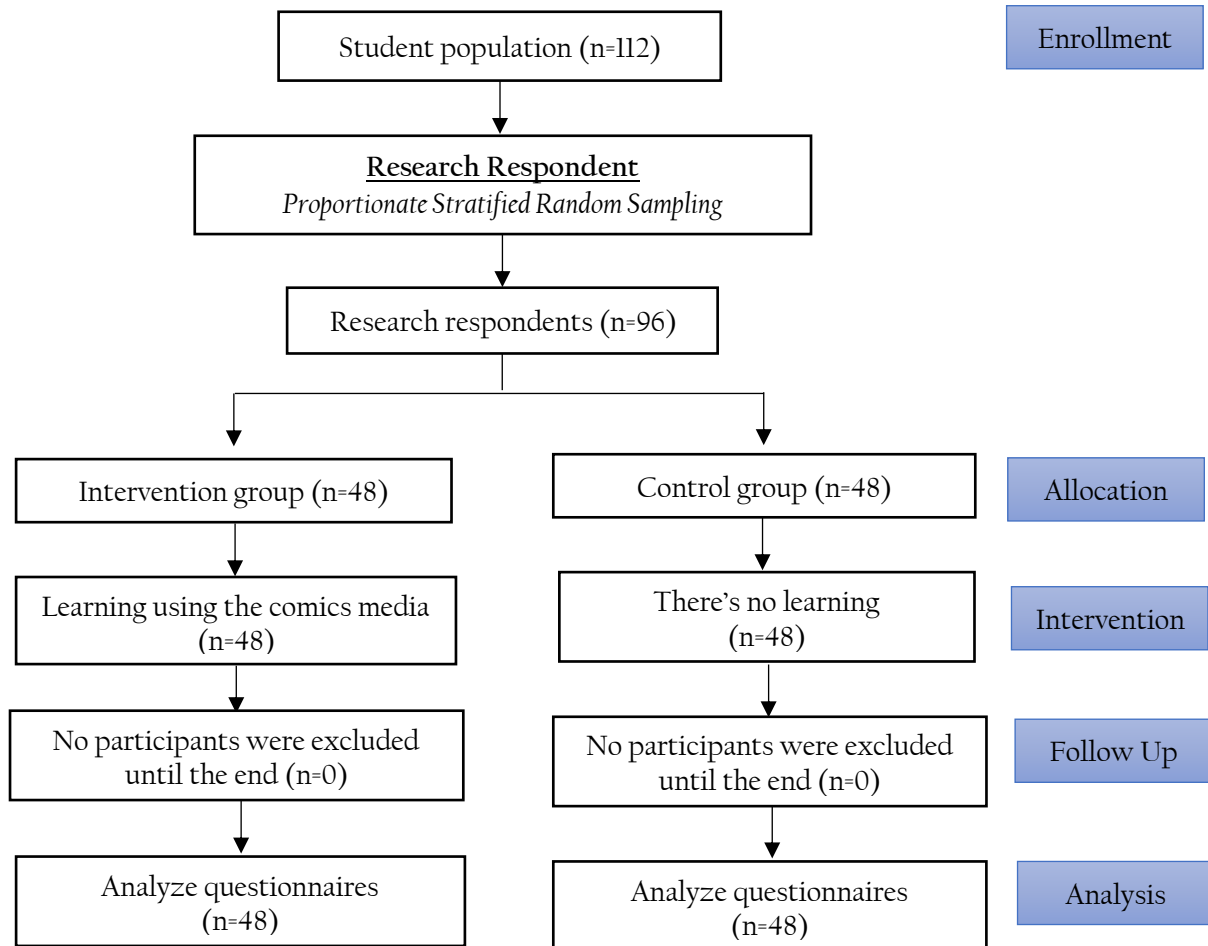 Student population (n=112)
Enrollment
Research Respondent
Proportionate Stratified Random Sampling
Research respondents (n=96)
Intervention group (n=48)
Control group (n=48)
Allocation
Learning using the comics media
(n=48)
There's no learning
(n=48)
Intervention
No participants were excluded
until the end (n=0)
No participants were excluded
until the end (n=0)
Follow Up
Analyze questionnaires
(n=48)
Analyze questionnaires
(n=48)
Analysis